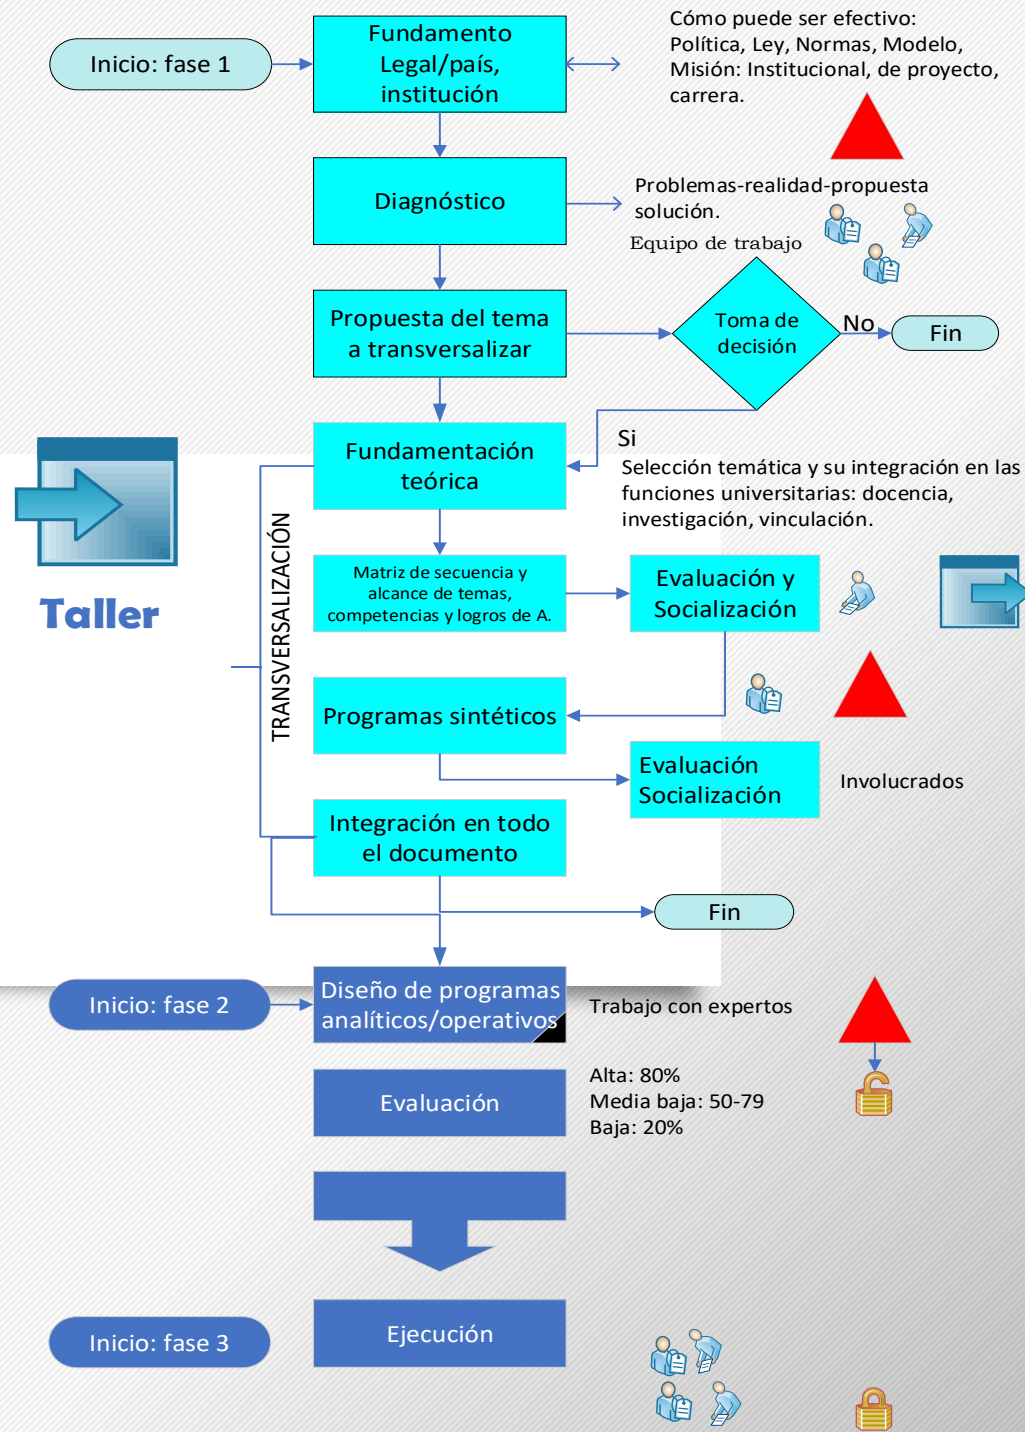 Inicio: fase 1
Fundamento
Legal/país,
institución
Cómo puede ser efectivo:
Política, Ley, Normas, Modelo,
Misión: Institucional, de proyecto,
carrera.
Diagnóstico
Problemas-realidad-propuesta
solución.
Equipo de trabajo
Propuesta del tema
a transversalizar
Toma de
decisión
No
Fin
Si
Fundamentación
teórica
Selección temática y su integración en las
funciones universitarias: docencia,
investigación, vinculación.
Taller
TRANSVERSALIZACIÓN
Matriz de secuencia y
alcance de temas,
competencias y logros de A.
Evaluación y
Socialización
Programas sintéticos
Evaluación
Socialización
Involucrados
Integración en todo
el documento
Fin
Inicio: fase 2
Diseño de programas
analíticos/operativos
Trabajo con expertos
Evaluación
Alta: 80%
Media baja: 50-79
Baja: 20%
Inicio: fase 3
Ejecución